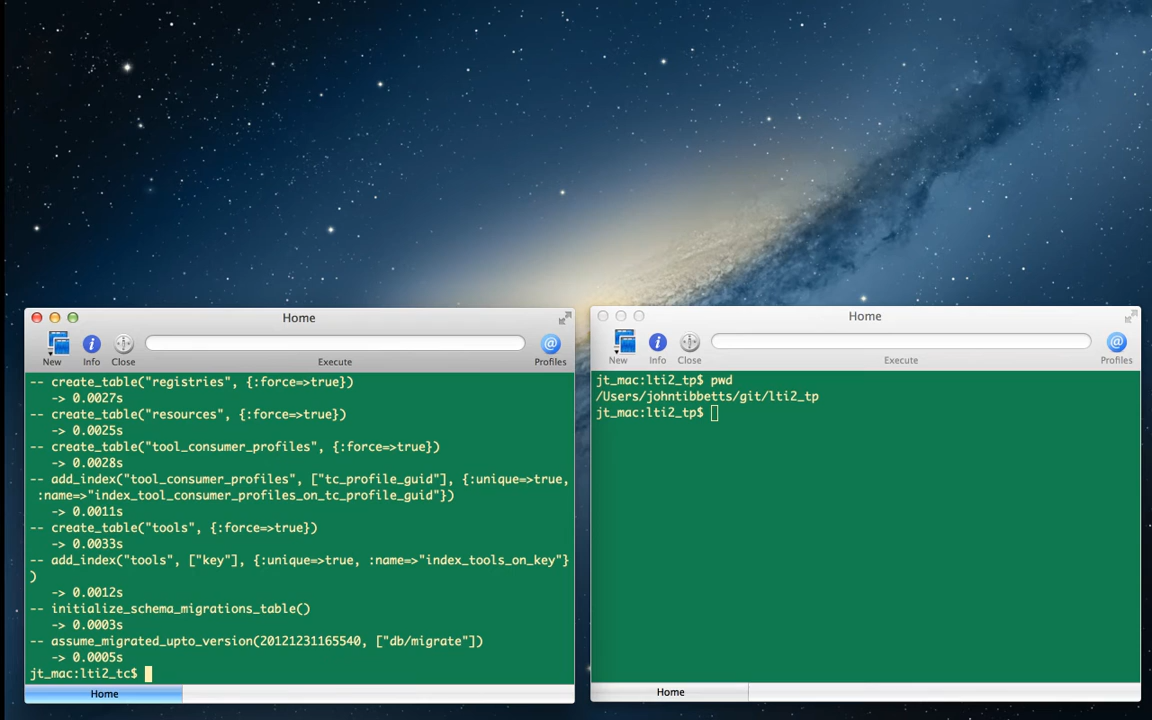 Home
New
Info
Close
Execute
Profiles
-- create_table("registries", {:force=>true})
-> 0.0027s
-- create_table("resources", {:force=>true})
-> 0.0025s
-- create_table("tool_consumer_profiles", {:force=>true})
-> 0.0028s
-- add_index("tool_consumer_profiles", ["tc_profile_guid"], {:unique=>true,
:name=>"index_tool_consumer_profiles_on_tc_profile_guid"})
-> 0.0011s
-- create_table("tools", {:force=>true})
-> 0.0033s
-- add_index("tools", ["key"], {:unique=>true, :name=>"index_tools_on_key"}
)
-> 0.0012s
-- initialize_schema_migrations_table()
-> 0.0003s
-- assume_migrated_upto_version(20121231165540, ["db/migrate"])
-> 0.0005s
jt_mac:lti2_tc$
Home
Home
New
Info
Close
Execute
Profiles
jt_mac:lti2_tp$ pwd
/Users/johntibbetts/git/lti2_tp
jt_mac:lti2_tp$
Home